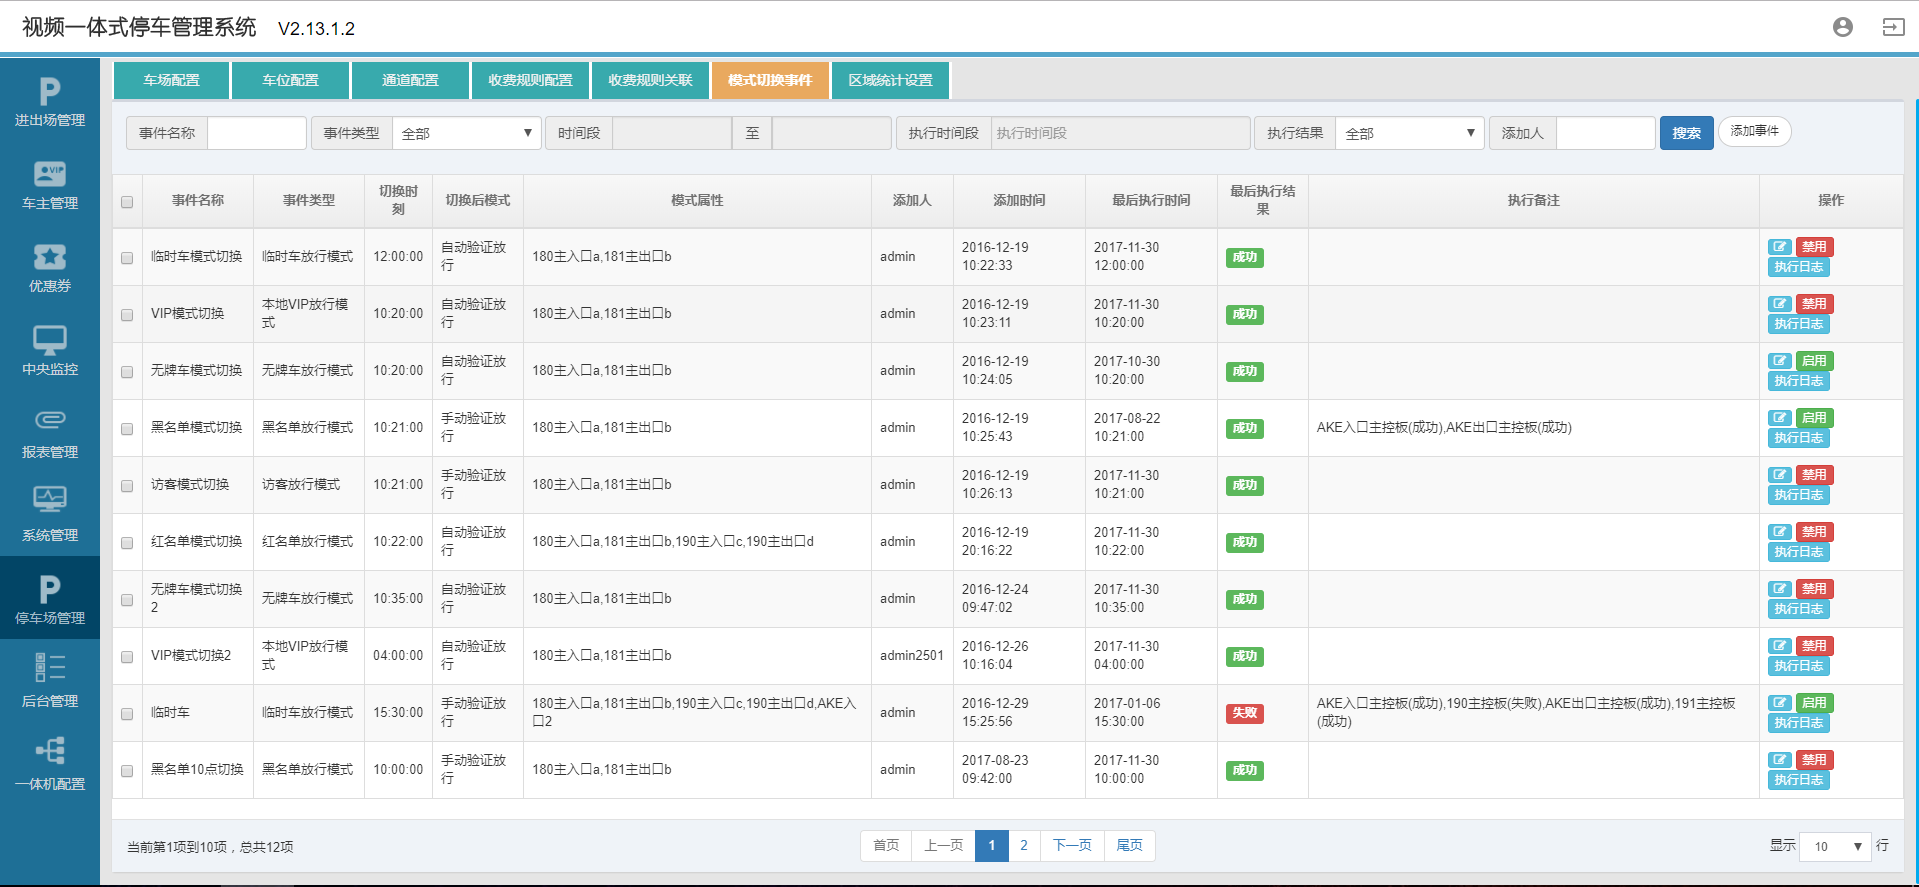 视频一体式停车管理系统 V2.13.1.2
进出场管理
车主管理
优惠券
中央监控
报表管理
系统管理
停车场管理
后台管理
一体机配置
车场配置 车位配置 通道配置 收费规则配置 收费规则关联 模式切换事件 区域统计设置
事件名称 事件类型 全部 时间段 至 执行时间段 执行时间段 执行结果 全部 添加人 搜索 添加事件
事件名称 事件类型 切换时刻 切换后模式 模式属性 添加人 添加时间 最后执行时间 最后执行结果 执行备注 操作
临时车模式切换 临时车放行模式 12:00:00 自动验证放行 180主入口a,181主出口b admin 2016-12-19 10:22:33 2017-11-30 12:00:00 成功 禁用 执行日志
VIP模式切换 本地VIP放行模式 10:20:00 自动验证放行 180主入口a,181主出口b admin 2016-12-19 10:23:11 2017-11-30 10:20:00 成功 禁用 执行日志
无牌车模式切换 无牌车放行模式 10:20:00 自动验证放行 180主入口a,181主出口b admin 2016-12-19 10:24:05 2017-10-30 10:20:00 成功 启用 执行日志
黑名单模式切换 黑名单放行模式 10:21:00 手动验证放行 180主入口a,181主出口b admin 2016-12-19 10:25:43 2017-08-22 10:21:00 成功 AKE入口主控板(成功),AKE出口主控板(成功) 启用 执行日志
访客模式切换 访客放行模式 10:21:00 手动验证放行 180主入口a,181主出口b admin 2016-12-19 10:26:13 2017-11-30 10:21:00 成功 禁用 执行日志
红名单模式切换 红名单放行模式 10:22:00 自动验证放行 180主入口a,181主出口b,190主入口c,190主出口d admin 2016-12-19 20:16:22 2017-11-30 10:22:00 成功 禁用 执行日志
无牌车模式切换2 无牌车放行模式 10:35:00 自动验证放行 180主入口a,181主出口b admin 2016-12-24 09:47:02 2017-11-30 10:35:00 成功 禁用 执行日志
VIP模式切换2 本地VIP放行模式 04:00:00 自动验证放行 180主入口a,181主出口b admin2501 2016-12-26 10:16:04 2017-11-30 04:00:00 成功 禁用 执行日志
临时车 临时车放行模式 15:30:00 手动验证放行 180主入口a,181主出口b,190主入口c,190主出口d,AKE入口2 admin 2016-12-29 15:25:56 2017-01-06 15:30:00 失败 AKE入口主控板(成功),190主控板(失败),AKE出口主控板(成功),191主控板(成功) 启用 执行日志
黑名单10点切换 黑名单放行模式 10:00:00 手动验证放行 180主入口a,181主出口b admin 2017-08-23 09:42:00 2017-11-30 10:00:00 成功 禁用 执行日志
当前第1项到10项，总共12项 首页 上一页 1 2 下一页 尾页 显示 10 行